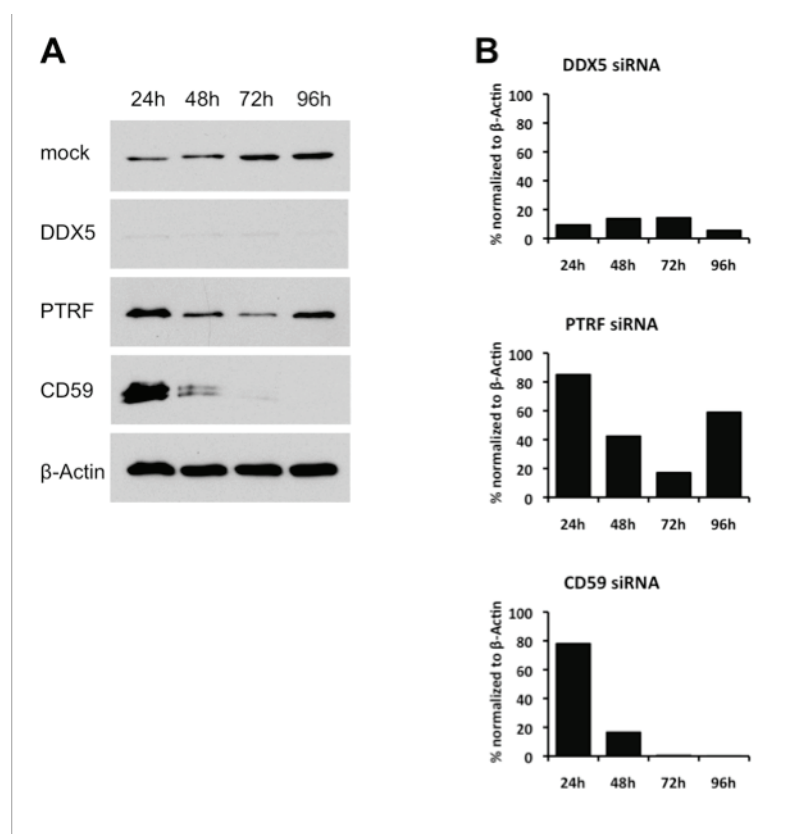 A
24h 48h 72h 96h
mock
DDX5
PTRF
CD59
β-Actin
B
DDX5 siRNA
% normalized to β-Actin
100
80
60
40
20
0
24h 48h 72h 96h
PTRF siRNA
% normalized to β-Actin
100
80
60
40
20
0
24h 48h 72h 96h
CD59 siRNA
% normalized to β-Actin
100
80
60
40
20
0
24h 48h 72h 96h